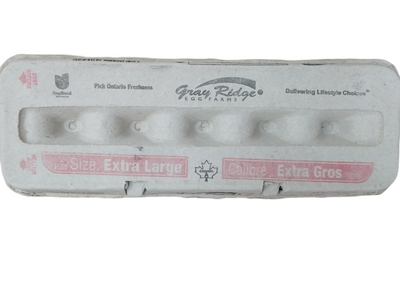 Pick Ontario Freshness
Gray Ridge
EGG FARMS
Delivering Lifestyle Choices
Size. Extra Large
Calibre. Extra Gros
A